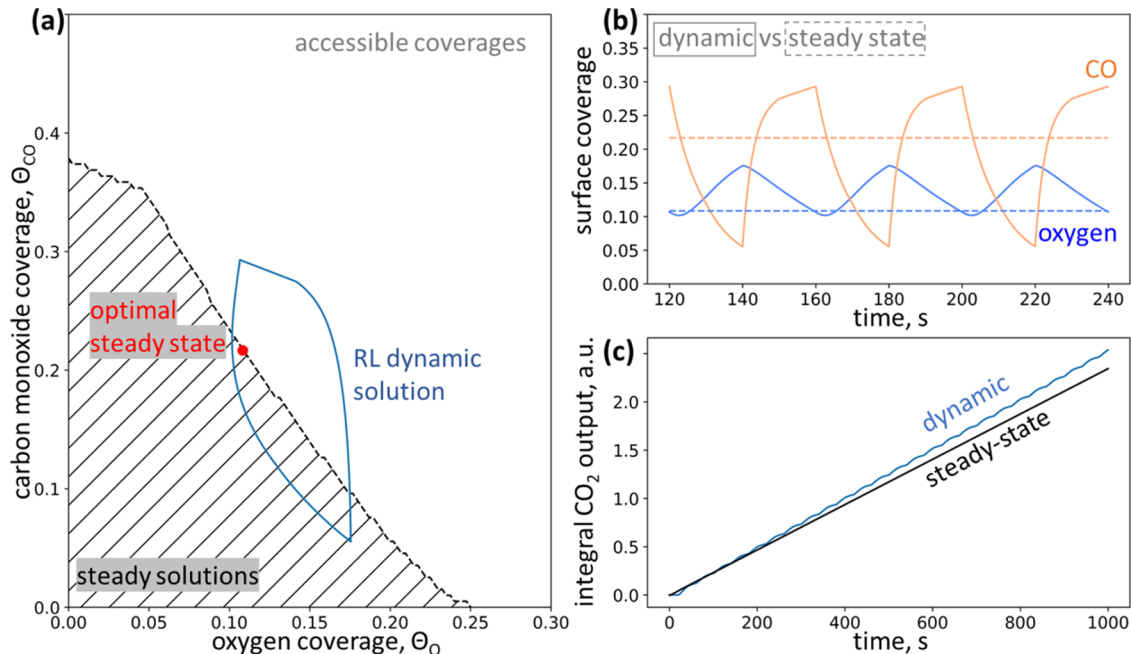 (a)
accessible coverages
carbon monoxide coverage, Θ_CO
0.4
0.3
0.2
0.1
0.0
optimal
steady state
RL dynamic
solution
steady solutions
0.00 0.05 0.10 0.15 0.20 0.25 0.30
oxygen coverage, Θ_O
(b)
dynamic vs steady state
CO
oxygen
surface coverage
0.40
0.35
0.30
0.25
0.20
0.15
0.10
0.05
0.00
120 140 160 180 200 220 240
time, s
(c)
dynamic
steady-state
integral CO₂ output, a.u.
2.0
1.5
1.0
0.5
0.0
0 200 400 600 800 1000
time, s